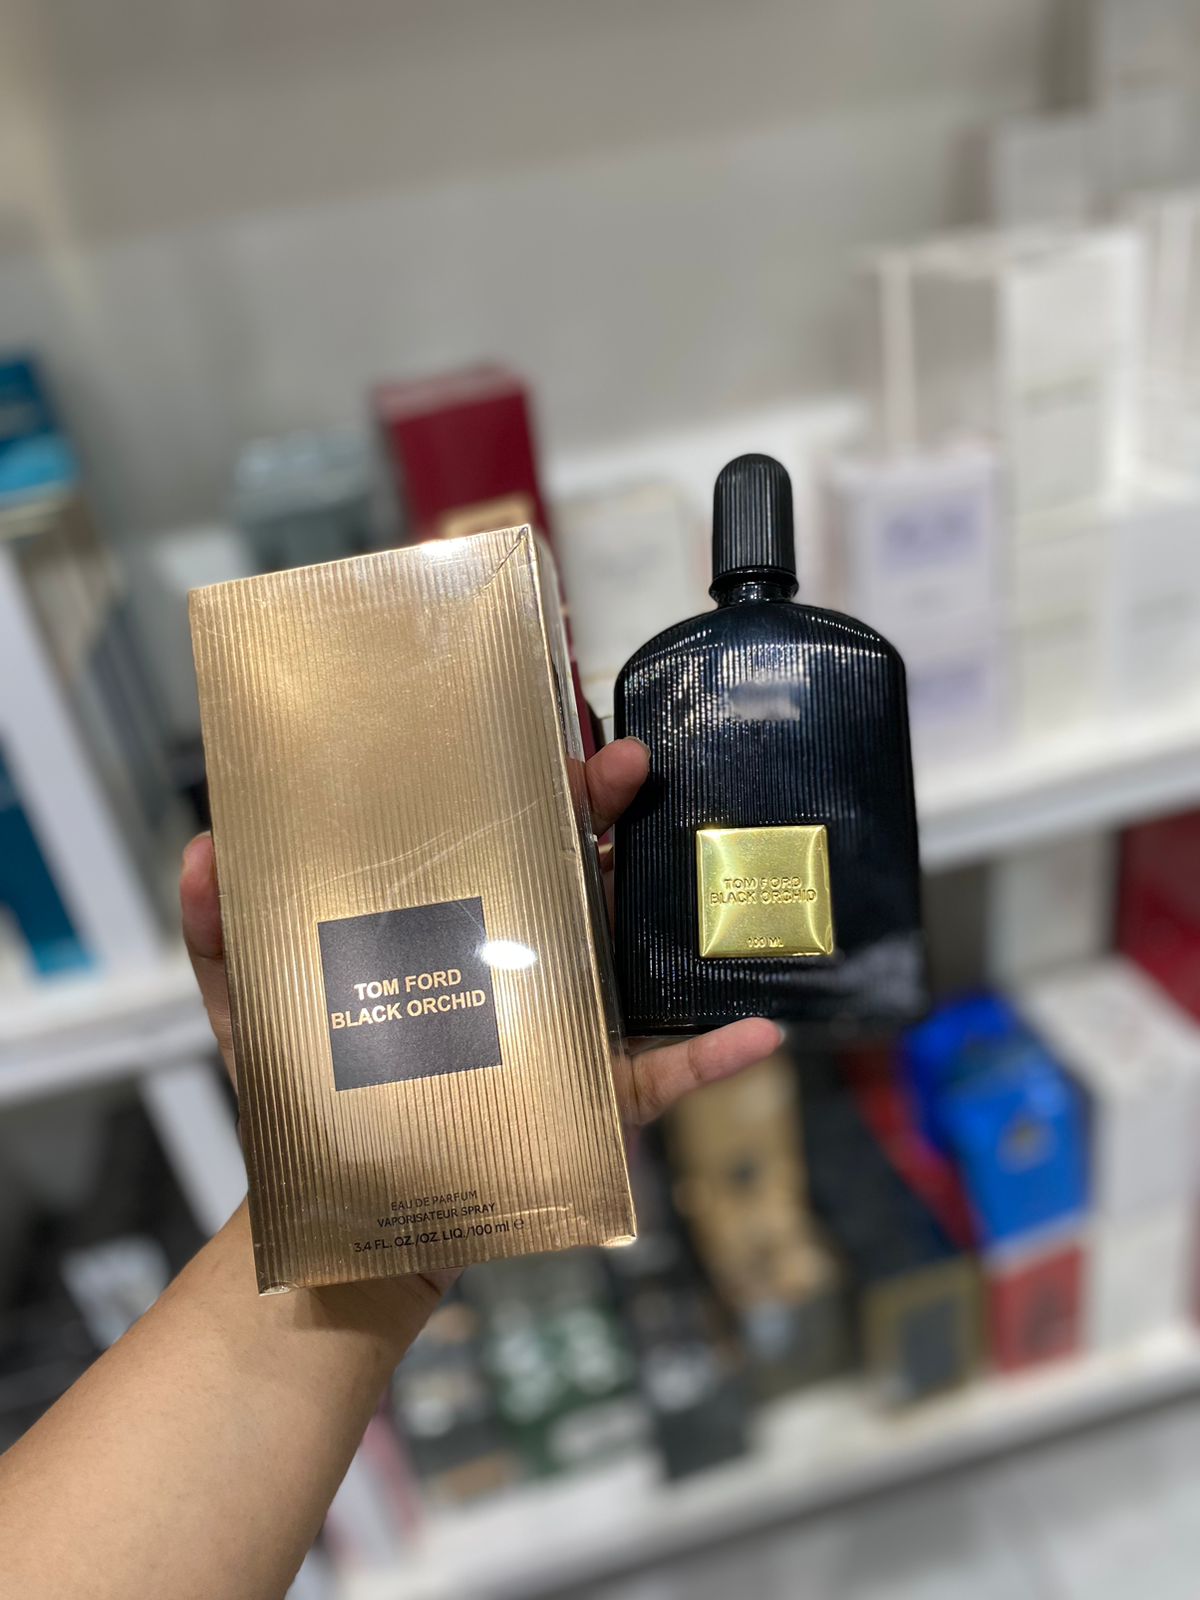 TOM FORD
BLACK ORCHID
EAU DE PARFUM
VAPORISATEUR SPRAY
3.4 FL. OZ./OZ. LIQ./100 ml ℮
TOM FORD
BLACK ORCHID
100 ML